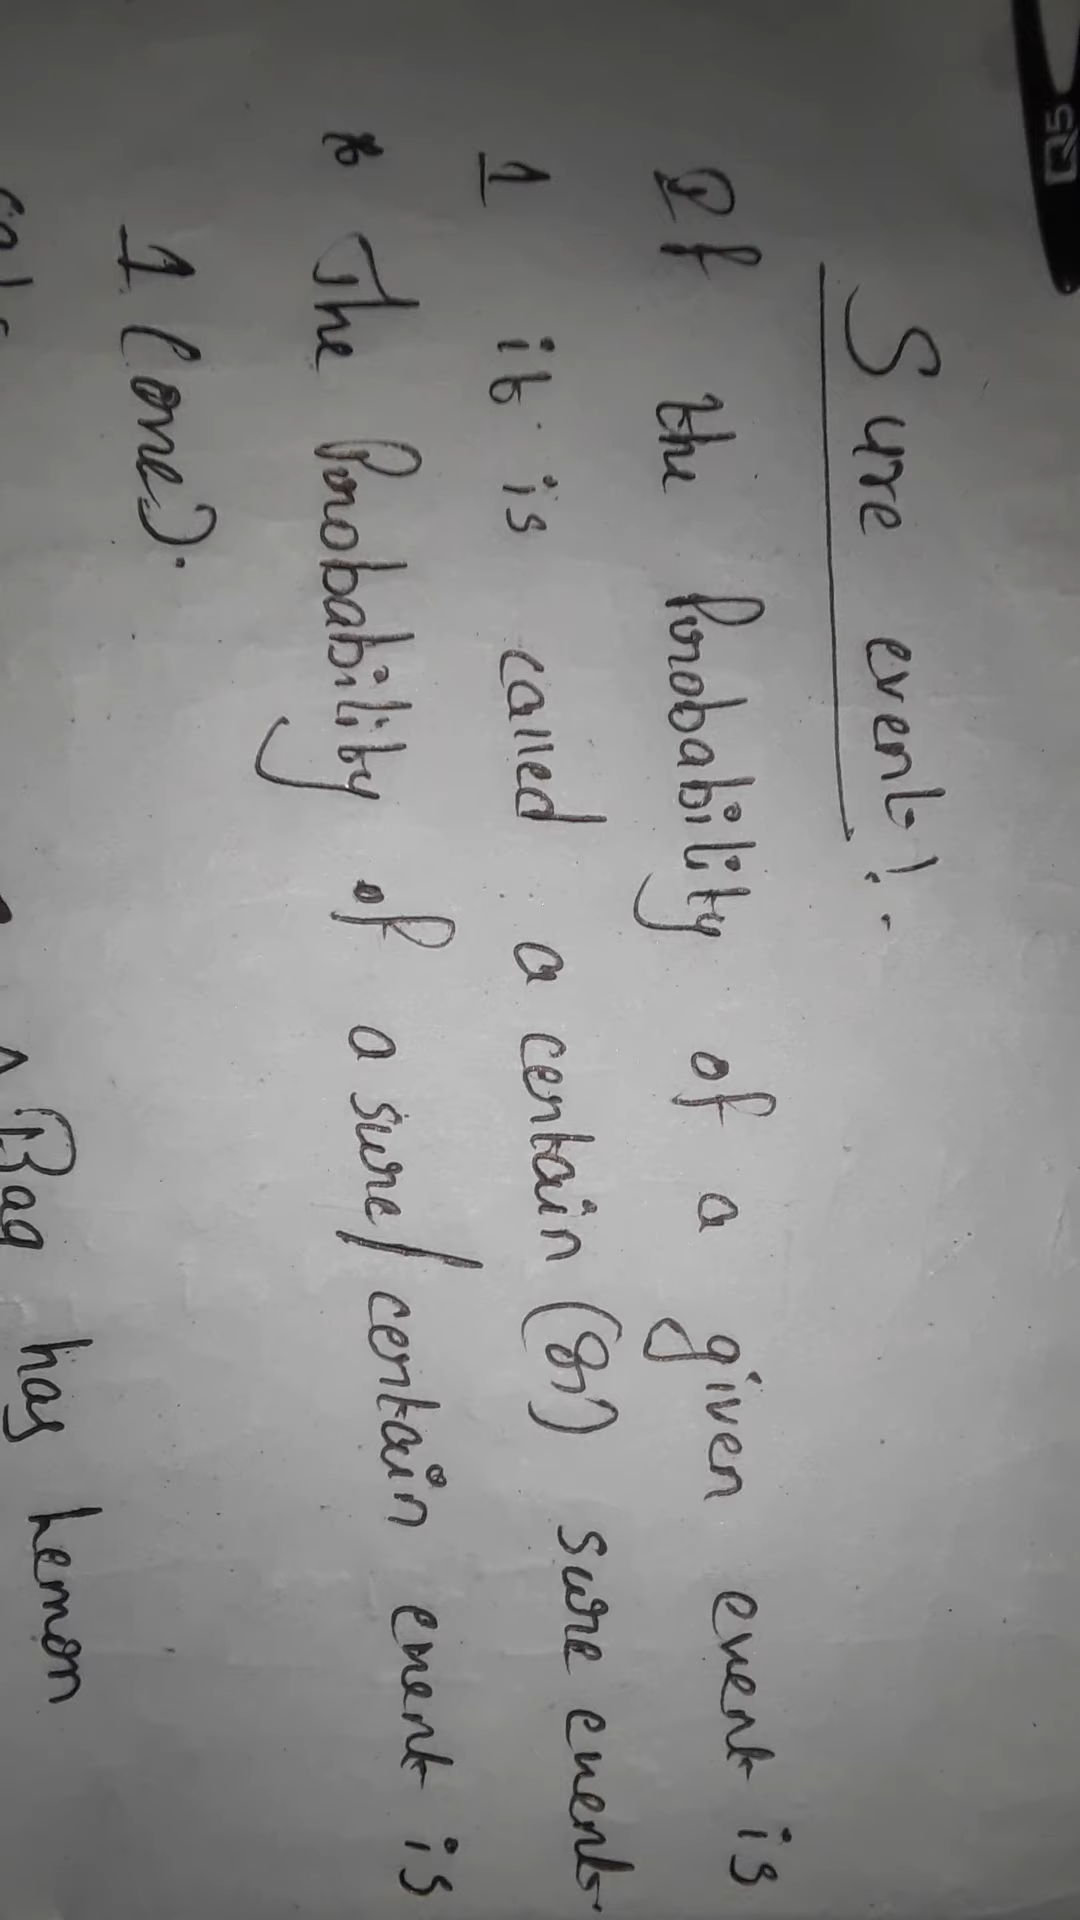 Sure event:-
If the Probability of a given event is
1 it is called a certain (or) sure event
* The Probability of a sure/certain event is
1 (one).
Bag has Lemon
Q5